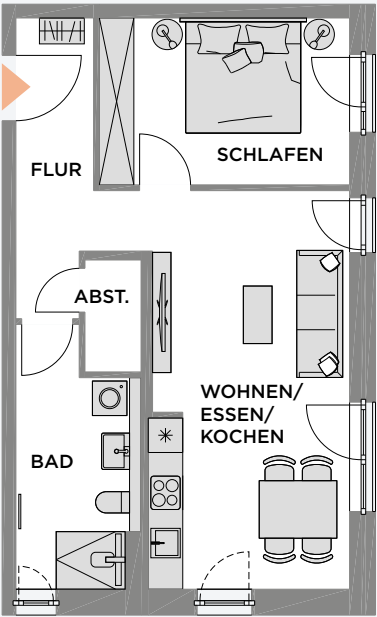 SCHLAFEN
FLUR
ABST.
WOHNEN/
ESSEN/
KOCHEN
BAD